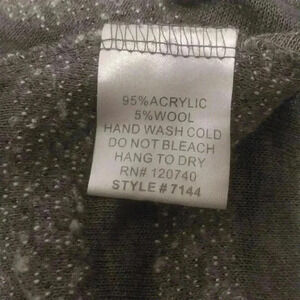 95%ACRYLIC
5%WOOL
HAND WASH COLD
DO NOT BLEACH
HANG TO DRY
RN# 120740
STYLE # 7144